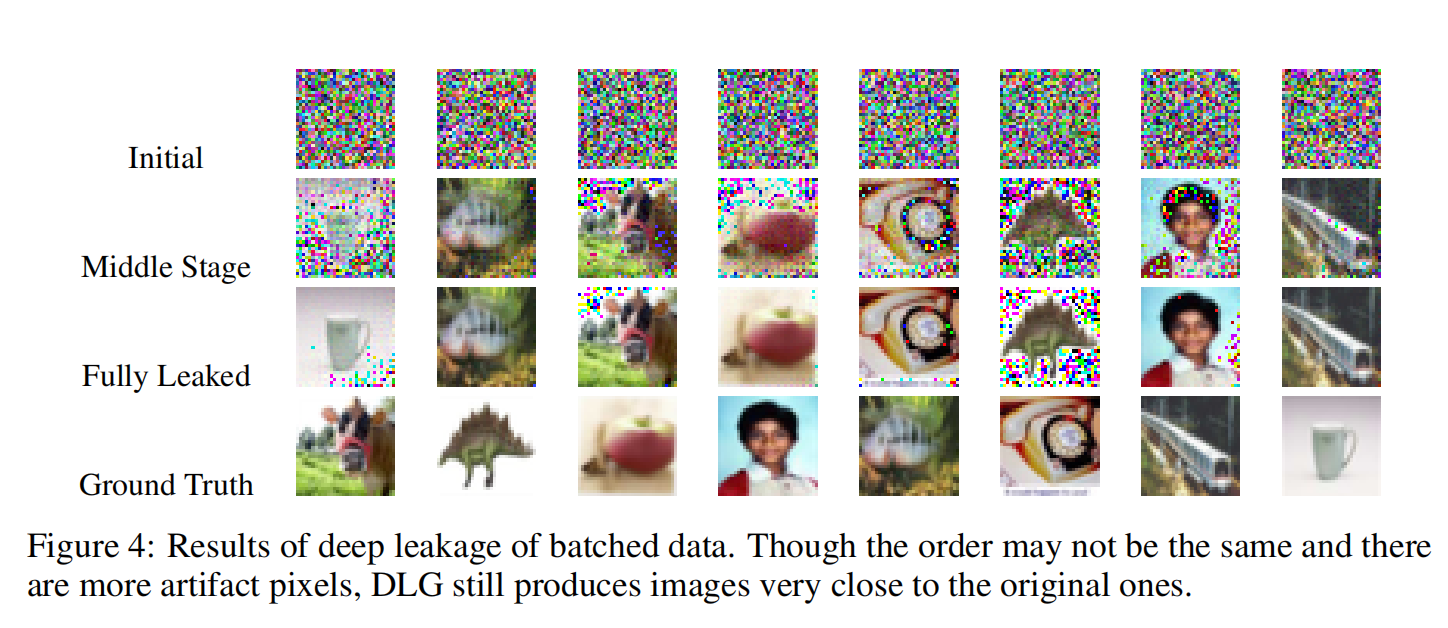 Initial
Middle Stage
Fully Leaked
Ground Truth
Figure 4: Results of deep leakage of batched data. Though the order may not be the same and there
are more artifact pixels, DLG still produces images very close to the original ones.